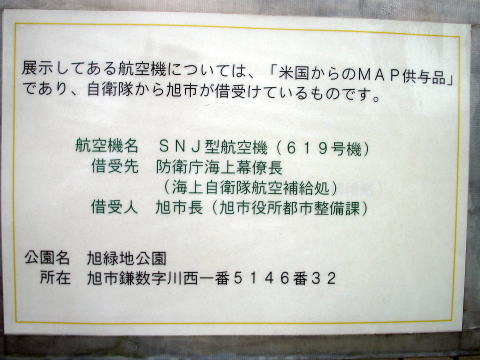 展示してある航空機については、「米国からのＭＡＰ供与品」
であり、自衛隊から旭市が借受けているものです。
航空機名　ＳＮＪ型航空機（６１９号機）
借受先　防衛庁海上幕僚長
（海上自衛隊航空補給処）
借受人　旭市長（旭市役所都市整備課）
公園名　旭緑地公園
所在　旭市鎌数字川西一番５１４６番３２